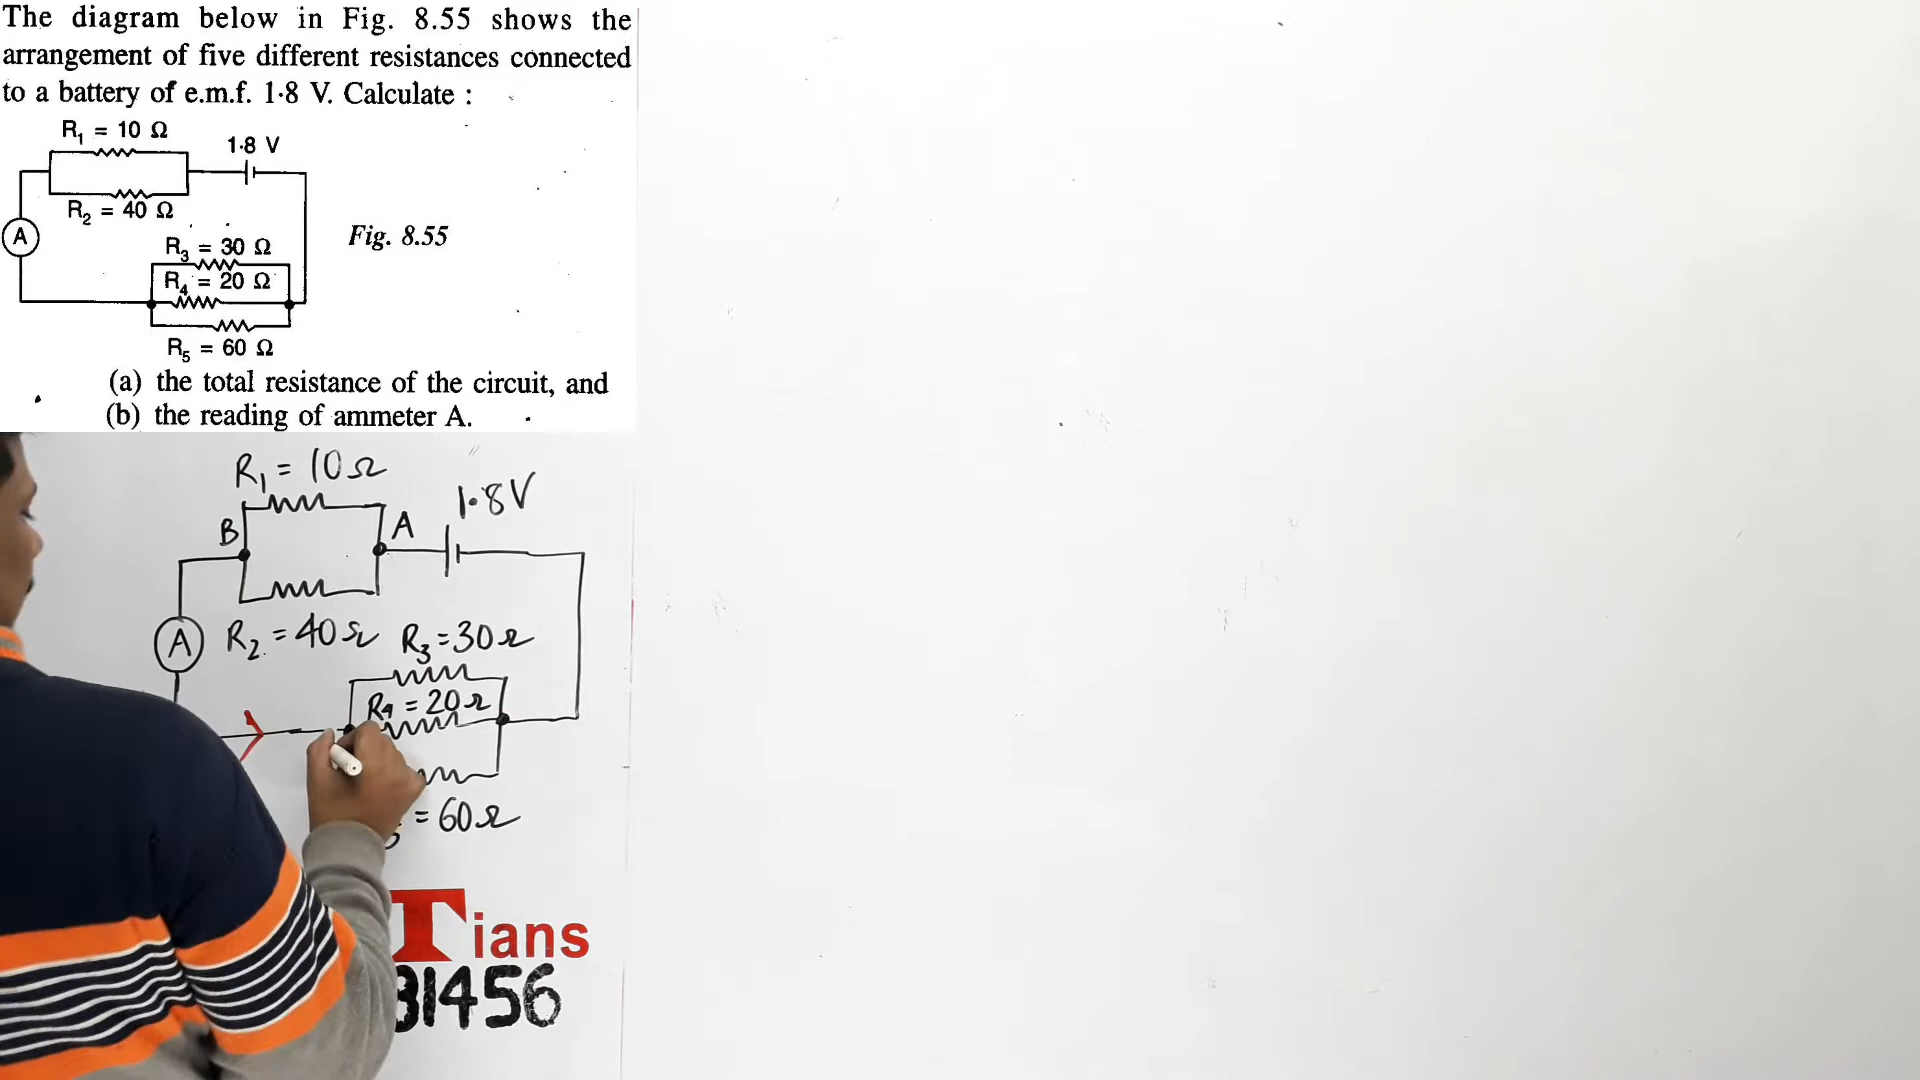 The diagram below in Fig. 8.55 shows the
arrangement of five different resistances connected
to a battery of e.m.f. 1·8 V. Calculate :
R₁ = 10 Ω
1·8 V
R₂ = 40 Ω
A
Fig. 8.55
R₃ = 30 Ω
R₄ = 20 Ω
R₅ = 60 Ω
(a) the total resistance of the circuit, and
(b) the reading of ammeter A.
R₁ = 10Ω
1·8V
B
A
A
R₂ = 40Ω
R₃ = 30Ω
R₄ = 20Ω
= 60Ω
Tians
31456